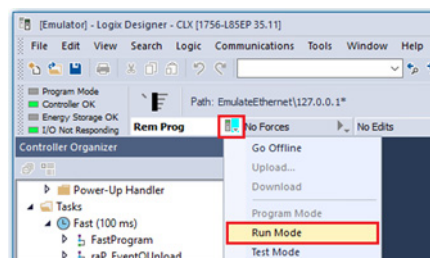 [Emulator] - Logix Designer - CLX [1756-L85EP 35.11]
File Edit View Search Logic Communications Tools Window Help
Program Mode
Controller OK
Energy Storage OK
I/O Not Responding
Path: EmulateEthernet\127.0.0.1*
Rem Prog
No Forces
No Edits
Controller Organizer
Go Offline
Upload...
Download
Program Mode
Run Mode
Test Mode
Power-Up Handler
Tasks
Fast (100 ms)
FastProgram
raP_EventQUpload